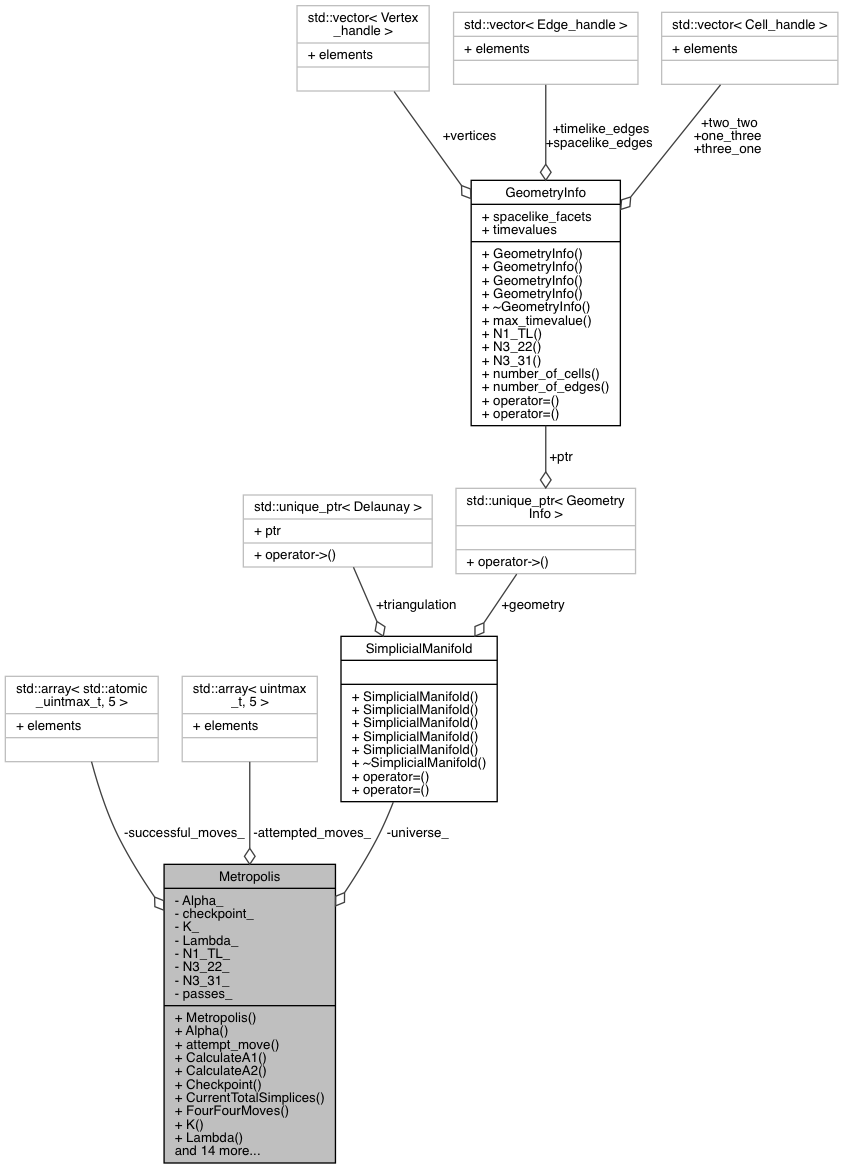 std::vector< Vertex
_handle >
+ elements
std::vector< Edge_handle >
+ elements
std::vector< Cell_handle >
+ elements
+vertices
+timelike_edges
+spacelike_edges
+two_two
+one_three
+three_one
GeometryInfo
+ spacelike_facets
+ timevalues
+ GeometryInfo()
+ GeometryInfo()
+ GeometryInfo()
+ GeometryInfo()
+ ~GeometryInfo()
+ max_timevalue()
+ N1_TL()
+ N3_22()
+ N3_31()
+ number_of_cells()
+ number_of_edges()
+ operator=()
+ operator=()
+ptr
std::unique_ptr< Delaunay >
+ ptr
+ operator->()
std::unique_ptr< Geometry
Info >
+ operator->()
+triangulation
+geometry
SimplicialManifold
+ SimplicialManifold()
+ SimplicialManifold()
+ SimplicialManifold()
+ SimplicialManifold()
+ SimplicialManifold()
+ ~SimplicialManifold()
+ operator=()
+ operator=()
std::array< std::atomic
_uintmax_t, 5 >
+ elements
std::array< uintmax
_t, 5 >
+ elements
-successful_moves_
-attempted_moves_
-universe_
Metropolis
- Alpha_
- checkpoint_
- K_
- Lambda_
- N1_TL_
- N3_22_
- N3_31_
- passes_
+ Metropolis()
+ Alpha()
+ attempt_move()
+ CalculateA1()
+ CalculateA2()
+ Checkpoint()
+ CurrentTotalSimplices()
+ FourFourMoves()
+ K()
+ Lambda()
and 14 more...